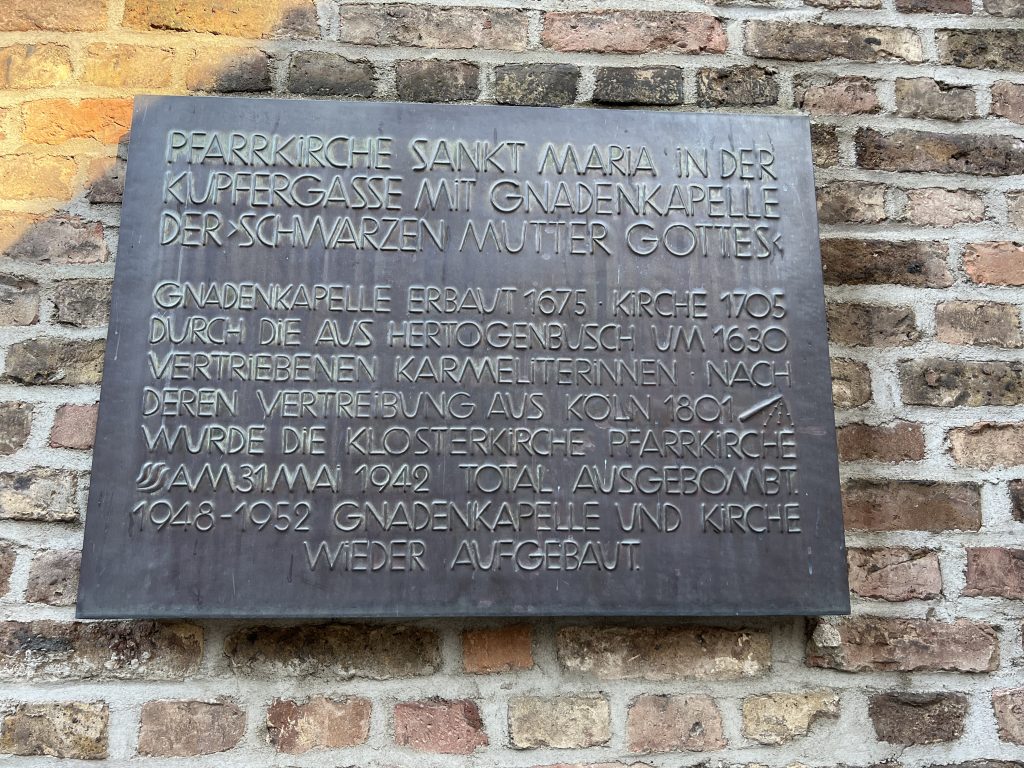 PFARRKIRCHE SANKT MARIA IN DER
KUPFERGASSE MIT GNADENKAPELLE
DER ›SCHWARZEN MUTTER GOTTES‹
GNADENKAPELLE ERBAUT 1675 · KIRCHE 1705
DURCH DIE AUS HERTOGENBUSCH UM 1630
VERTRIEBENEN KARMELITERINNEN · NACH
DEREN VERTREIBUNG AUS KÖLN 1801
WURDE DIE KLOSTERKIRCHE PFARRKIRCHE
AM 31. MAI 1942 TOTAL AUSGEBOMBT.
1948-1952 GNADENKAPELLE UND KIRCHE
WIEDER AUFGEBAUT.